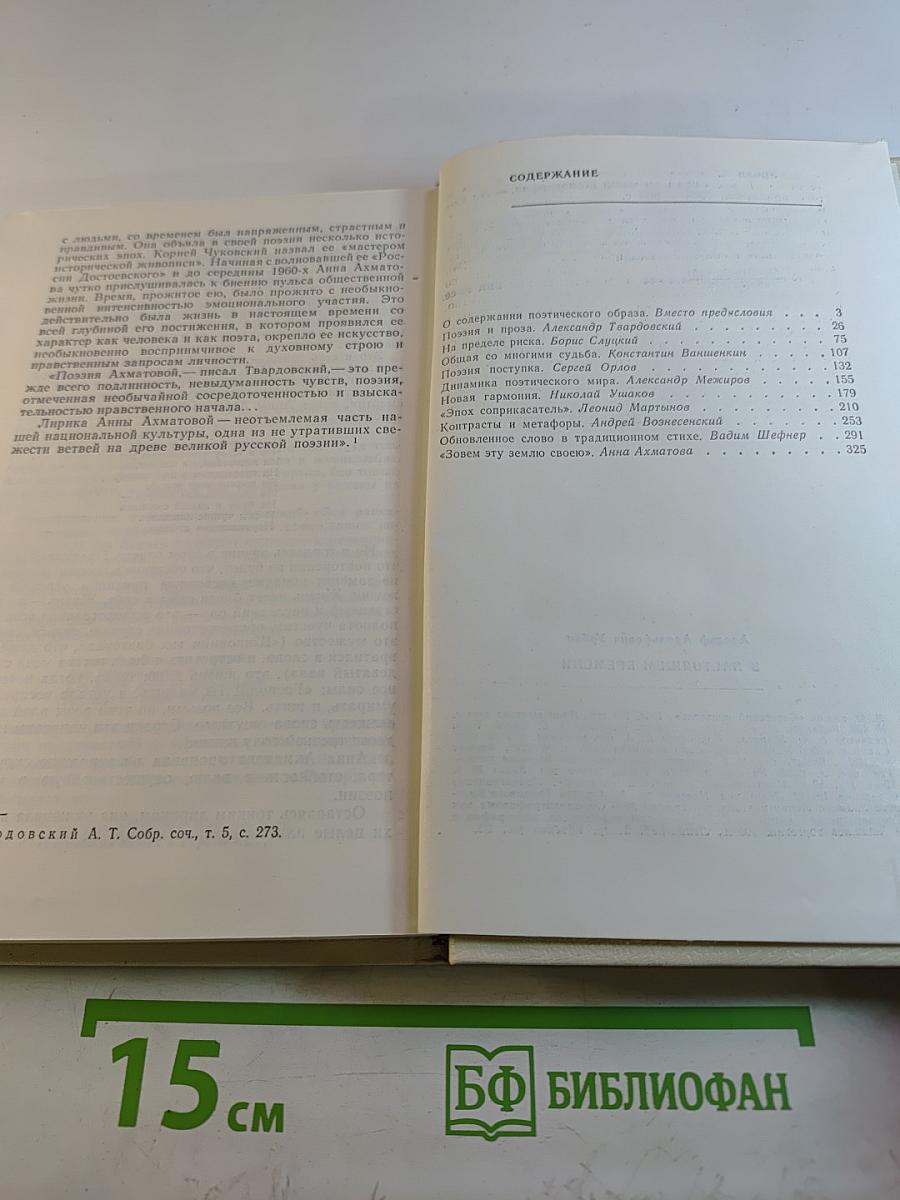 с людьми, со временем был напряженным, страстным и
правдивым. Она объяла в своей поэзии несколько исто-
рических эпох. Корней Чуковский назвал ее «мастером
исторической живописи». Начиная с волновавшей ее «Рос-
сии Достоевского» и до середины 1960-х Анна Ахмато-
ва чутко прислушивалась к биению пульса общественной
жизни. Время, прожитое ею, было прожито с необыкно-
венной интенсивностью эмоционального участия. Это
действительно была жизнь в настоящем времени со
всей глубиной его постижения, в котором проявился ее
характер как человека и как поэта, окрепло ее искусство,
необыкновенно восприимчивое к духовному строю и
нравственным запросам личности.
«Поэзия Ахматовой,— писал Твардовский,— это пре-
жде всего подлинность, невыдуманность чувств, поэзия,
отмеченная необычайной сосредоточенностью и взыска-
тельностью нравственного начала...
Лирика Анны Ахматовой — неотъемлемая часть на-
шей национальной культуры, одна из не утративших све-
жести ветвей на древе великой русской поэзии». 1
рдовский А. Т. Собр. соч., т. 5, с. 273.
СОДЕРЖАНИЕ
О содержании поэтического образа. Вместо предисловия . . . 3
Поэзия и проза. Александр Твардовский . . . . . . . . 26
На пределе риска. Борис Слуцкий . . . . . . . . . . . 75
Общая со многими судьба. Константин Ваншенкин . . . . . 107
Поэзия поступка. Сергей Орлов . . . . . . . . . . . . 132
Динамика поэтического мира. Александр Межиров . . . . . 155
Новая гармония. Николай Ушаков . . . . . . . . . . . 179
«Эпох соприкасатель». Леонид Мартынов . . . . . . . . 210
Контрасты и метафоры. Андрей Вознесенский . . . . . . . 253
Обновленное слово в традиционном стихе. Вадим Шефнер . . 291
«Зовем эту землю своею». Анна Ахматова . . . . . . . . 325
15 см
БФ БИБЛИОФАН